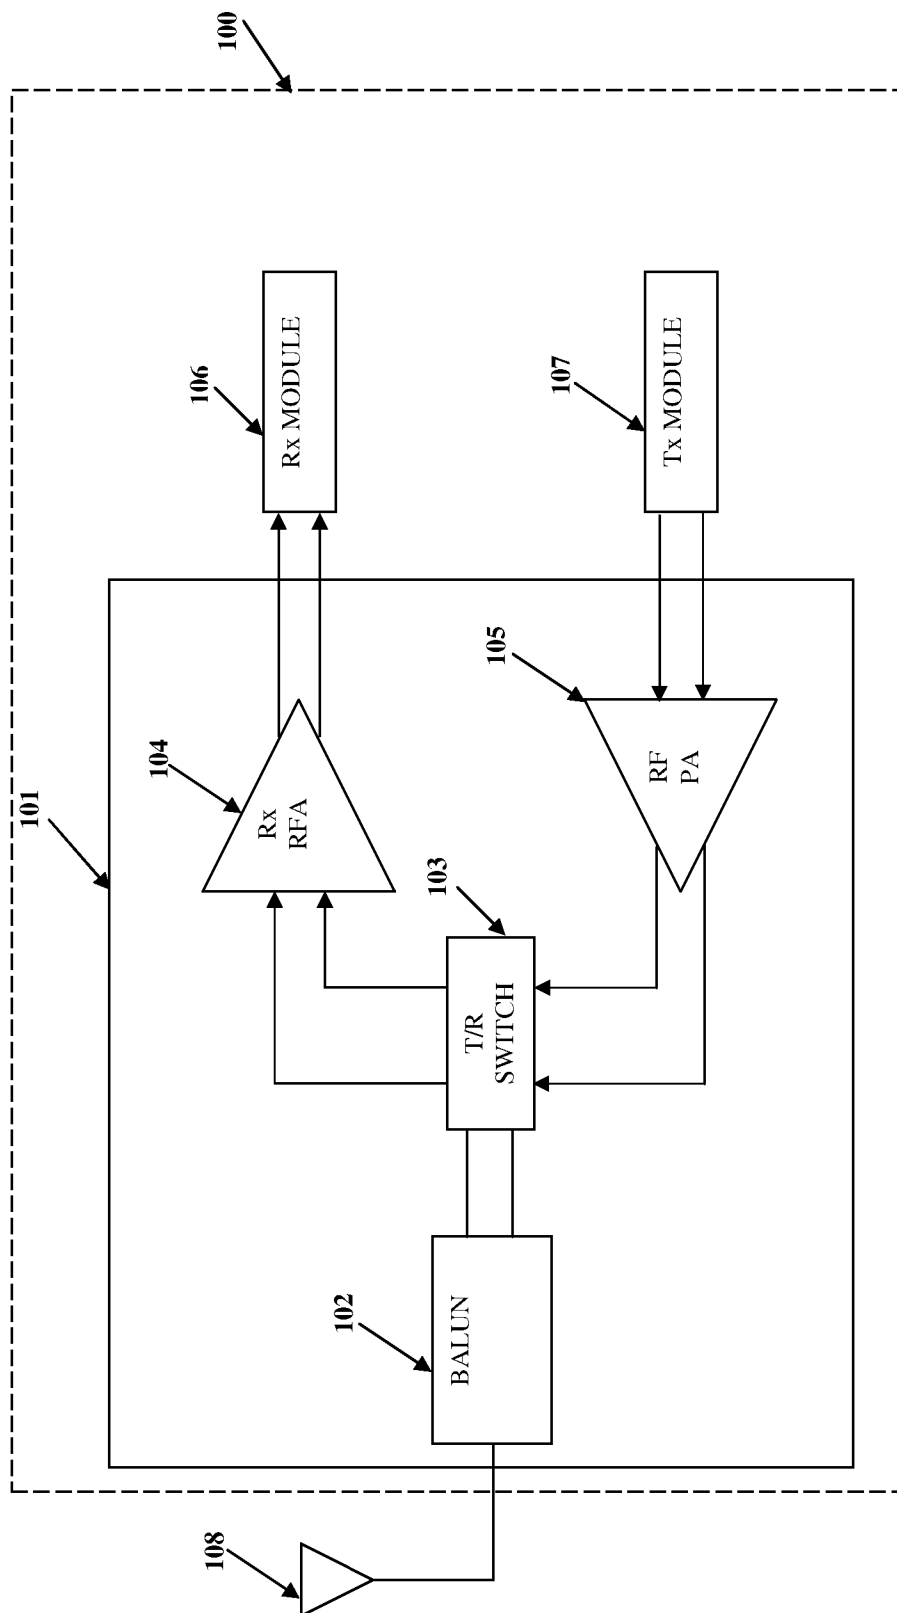 100
101
106
Rx MODULE
104
Rx
RFA
107
Tx MODULE
105
RF
PA
103
T/R
SWITCH
102
BALUN
108